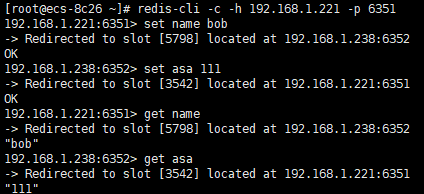 [root@ecs-8c26 ~]# redis-cli -c -h 192.168.1.221 -p 6351
192.168.1.221:6351> set name bob
-> Redirected to slot [5798] located at 192.168.1.238:6352
OK
192.168.1.238:6352> set asa 111
-> Redirected to slot [3542] located at 192.168.1.221:6351
OK
192.168.1.221:6351> get name
-> Redirected to slot [5798] located at 192.168.1.238:6352
"bob"
192.168.1.238:6352> get asa
-> Redirected to slot [3542] located at 192.168.1.221:6351
"111"